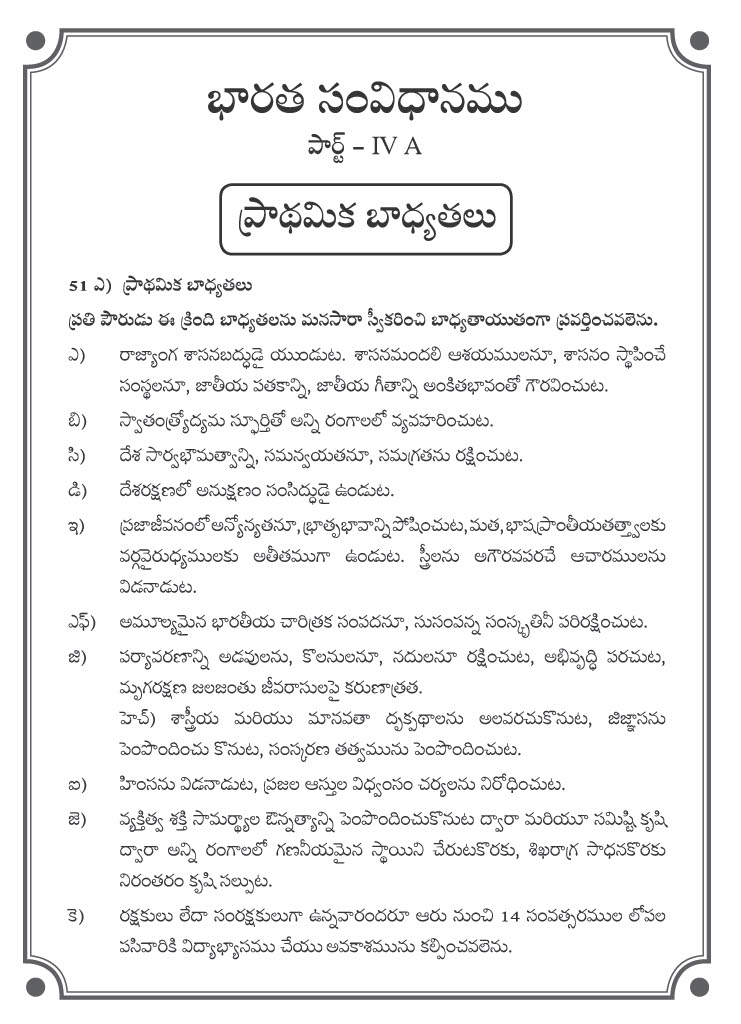 భారత సంవిధానము
పార్ట్ – IV A
ప్రాథమిక బాధ్యతలు
51 ఎ) ప్రాథమిక బాధ్యతలు
ప్రతి పౌరుడు ఈ క్రింది బాధ్యతలను మనసారా స్వీకరించి బాధ్యతాయుతంగా ప్రవర్తించవలెను.
ఎ) రాజ్యాంగ శాసనబద్ధుడై యుండుట. శాసనమందలి ఆశయములనూ, శాసనం స్థాపించే
సంస్థలనూ, జాతీయ పతకాన్ని, జాతీయ గీతాన్ని అంకితభావంతో గౌరవించుట.
బి) స్వాతంత్ర్యోద్యమ స్ఫూర్తితో అన్ని రంగాలలో వ్యవహరించుట.
సి) దేశ సార్వభౌమత్వాన్ని, సమన్వయతనూ, సమగ్రతను రక్షించుట.
డి) దేశరక్షణలో అనుక్షణం సంసిద్ధుడై ఉండుట.
ఇ) ప్రజాజీవనంలో అన్యోన్యతనూ, భ్రాతృభావాన్ని పోషించుట, మత, భాష ప్రాంతీయతత్త్వాలకు
వర్గవైరుధ్యములకు అతీతముగా ఉండుట. స్త్రీలను అగౌరవపరచే ఆచారములను
విడనాడుట.
ఎఫ్) అమూల్యమైన భారతీయ చారిత్రక సంపదనూ, సుసంపన్న సంస్కృతినీ పరిరక్షించుట.
జి) పర్యావరణాన్ని అడవులను, కొలనులనూ, నదులనూ రక్షించుట, అభివృద్ధి పరచుట,
మృగరక్షణ జలజంతు జీవరాసులపై కరుణాత్రత.
హెచ్) శాస్త్రీయ మరియు మానవతా దృక్పథాలను అలవరచుకొనుట, జిజ్ఞాసను
పెంపొందించు కొనుట, సంస్కరణ తత్వమును పెంపొందించుట.
ఐ) హింసను విడనాడుట, ప్రజల ఆస్తుల విధ్వంసం చర్యలను నిరోధించుట.
జె) వ్యక్తిత్వ శక్తి సామర్థ్యాల ఔన్నత్యాన్ని పెంపొందించుకొనుట ద్వారా మరియూ సమిష్టి కృషి
ద్వారా అన్ని రంగాలలో గణనీయమైన స్థాయిని చేరుటకొరకు, శిఖరాగ్ర సాధనకొరకు
నిరంతరం కృషి సల్పుట.
కె) రక్షకులు లేదా సంరక్షకులుగా ఉన్నవారందరూ ఆరు నుంచి 14 సంవత్సరముల లోపల
పసివారికి విద్యాభ్యాసము చేయు అవకాశమును కల్పించవలెను.